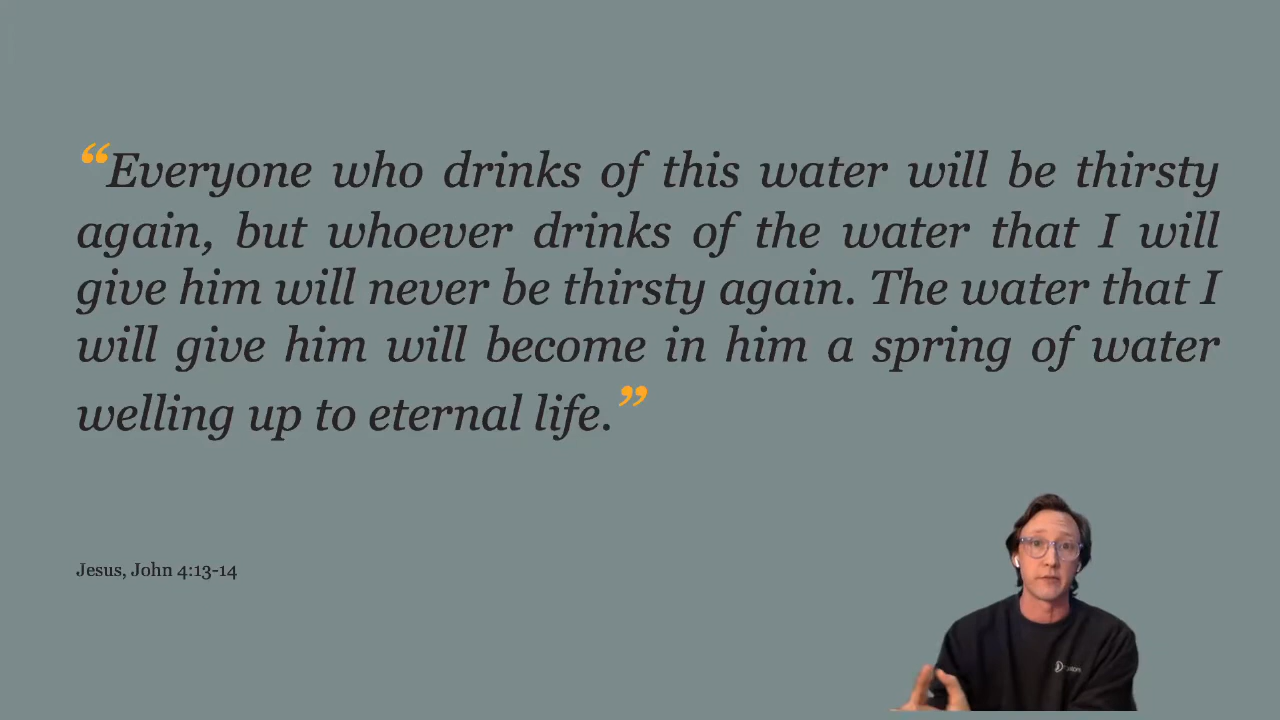 “Everyone who drinks of this water will be thirsty
again, but whoever drinks of the water that I will
give him will never be thirsty again. The water that I
will give him will become in him a spring of water
welling up to eternal life.”
Jesus, John 4:13-14